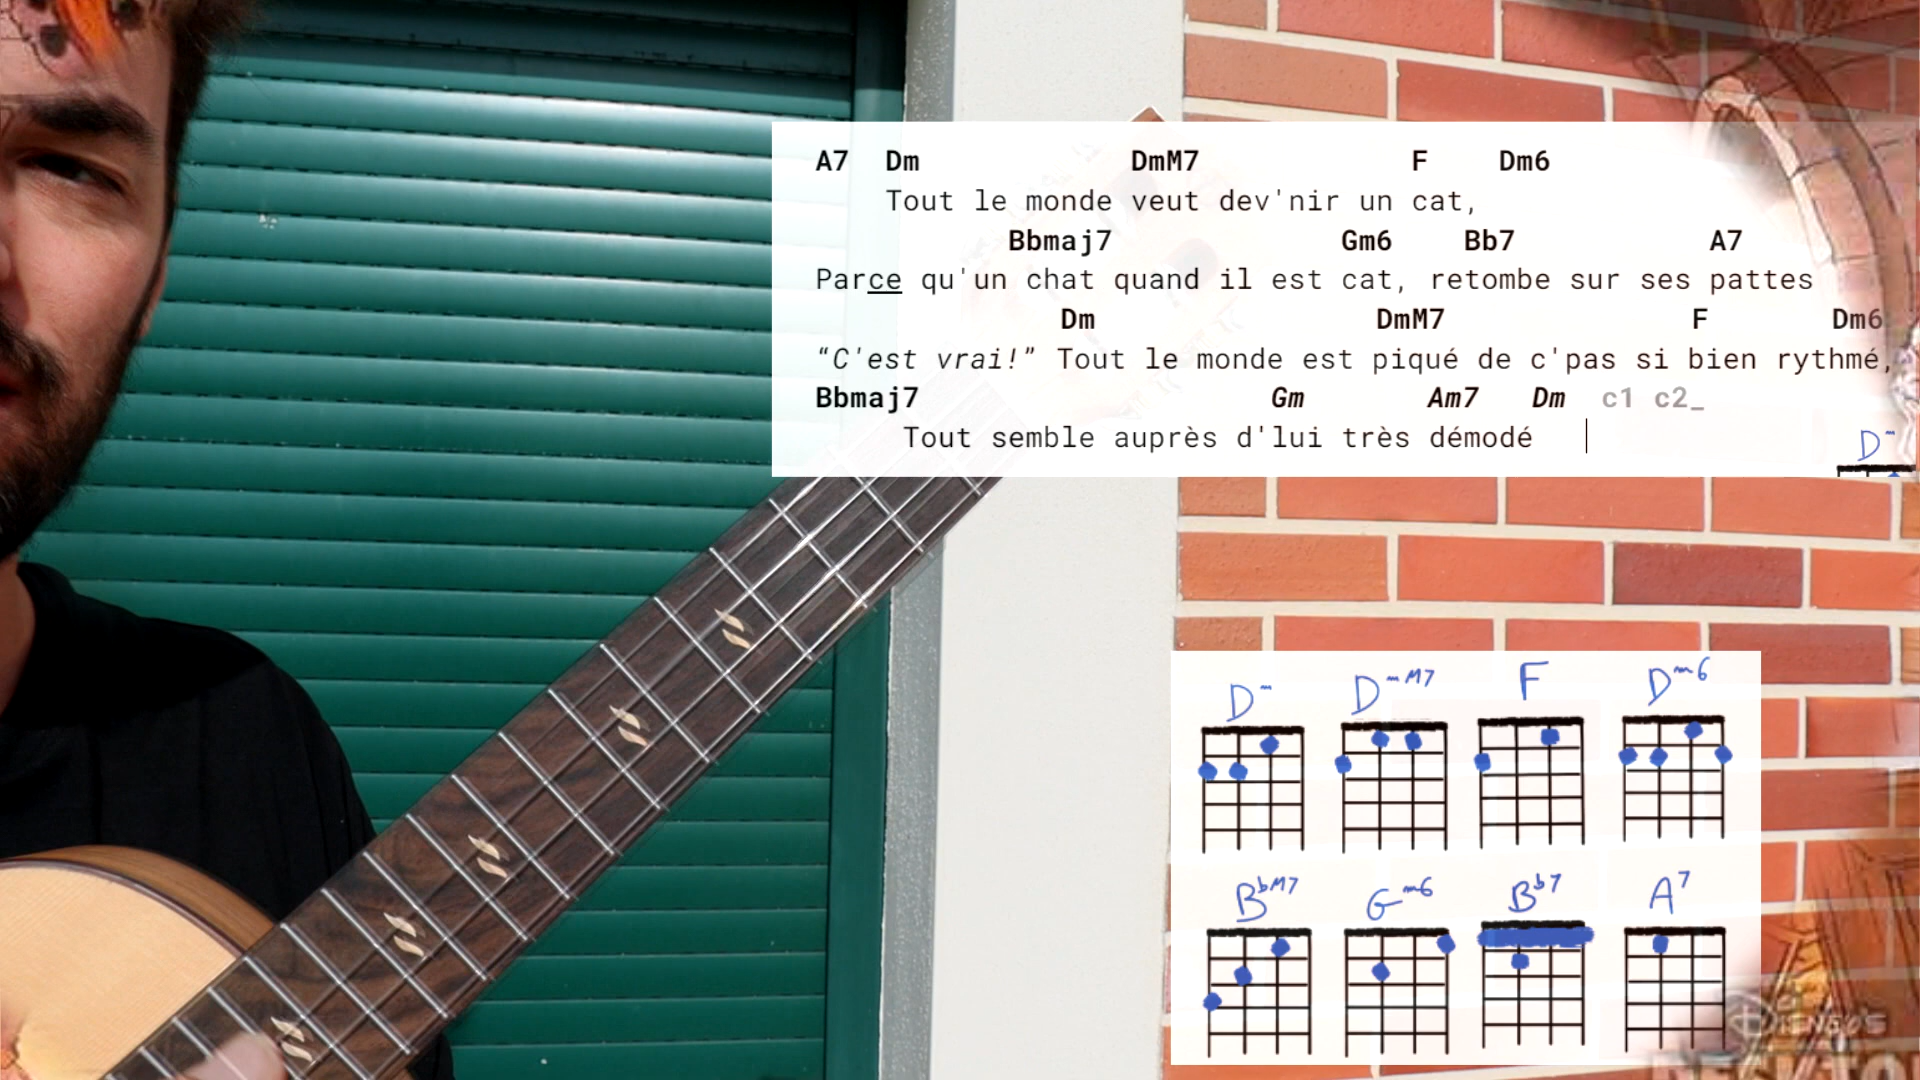 A7 Dm DmM7 F Dm6
Tout le monde veut dev'nir un cat,
Bbmaj7 Gm6 Bb7 A7
Parce qu'un chat quand il est cat, retombe sur ses pattes
Dm DmM7 F Dm6
“C'est vrai!” Tout le monde est piqué de c'pas si bien rythmé,
Bbmaj7 Gm Am7 Dm c1 c2_
Tout semble auprès d'lui très démodé
Dm
Dm DmM7 F Dm6
BbM7 Gm6 Bb7 A7